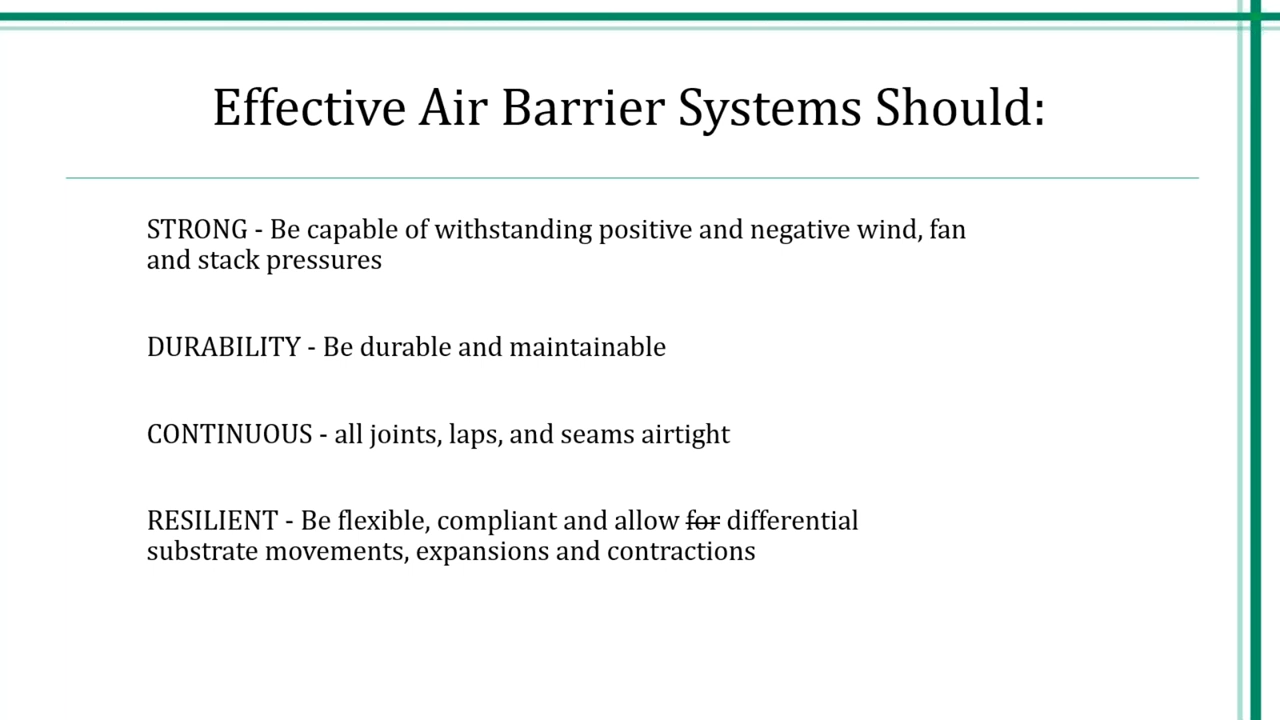 Effective Air Barrier Systems Should:
STRONG - Be capable of withstanding positive and negative wind, fan
and stack pressures
DURABILITY - Be durable and maintainable
CONTINUOUS - all joints, laps, and seams airtight
RESILIENT - Be flexible, compliant and allow for differential
substrate movements, expansions and contractions